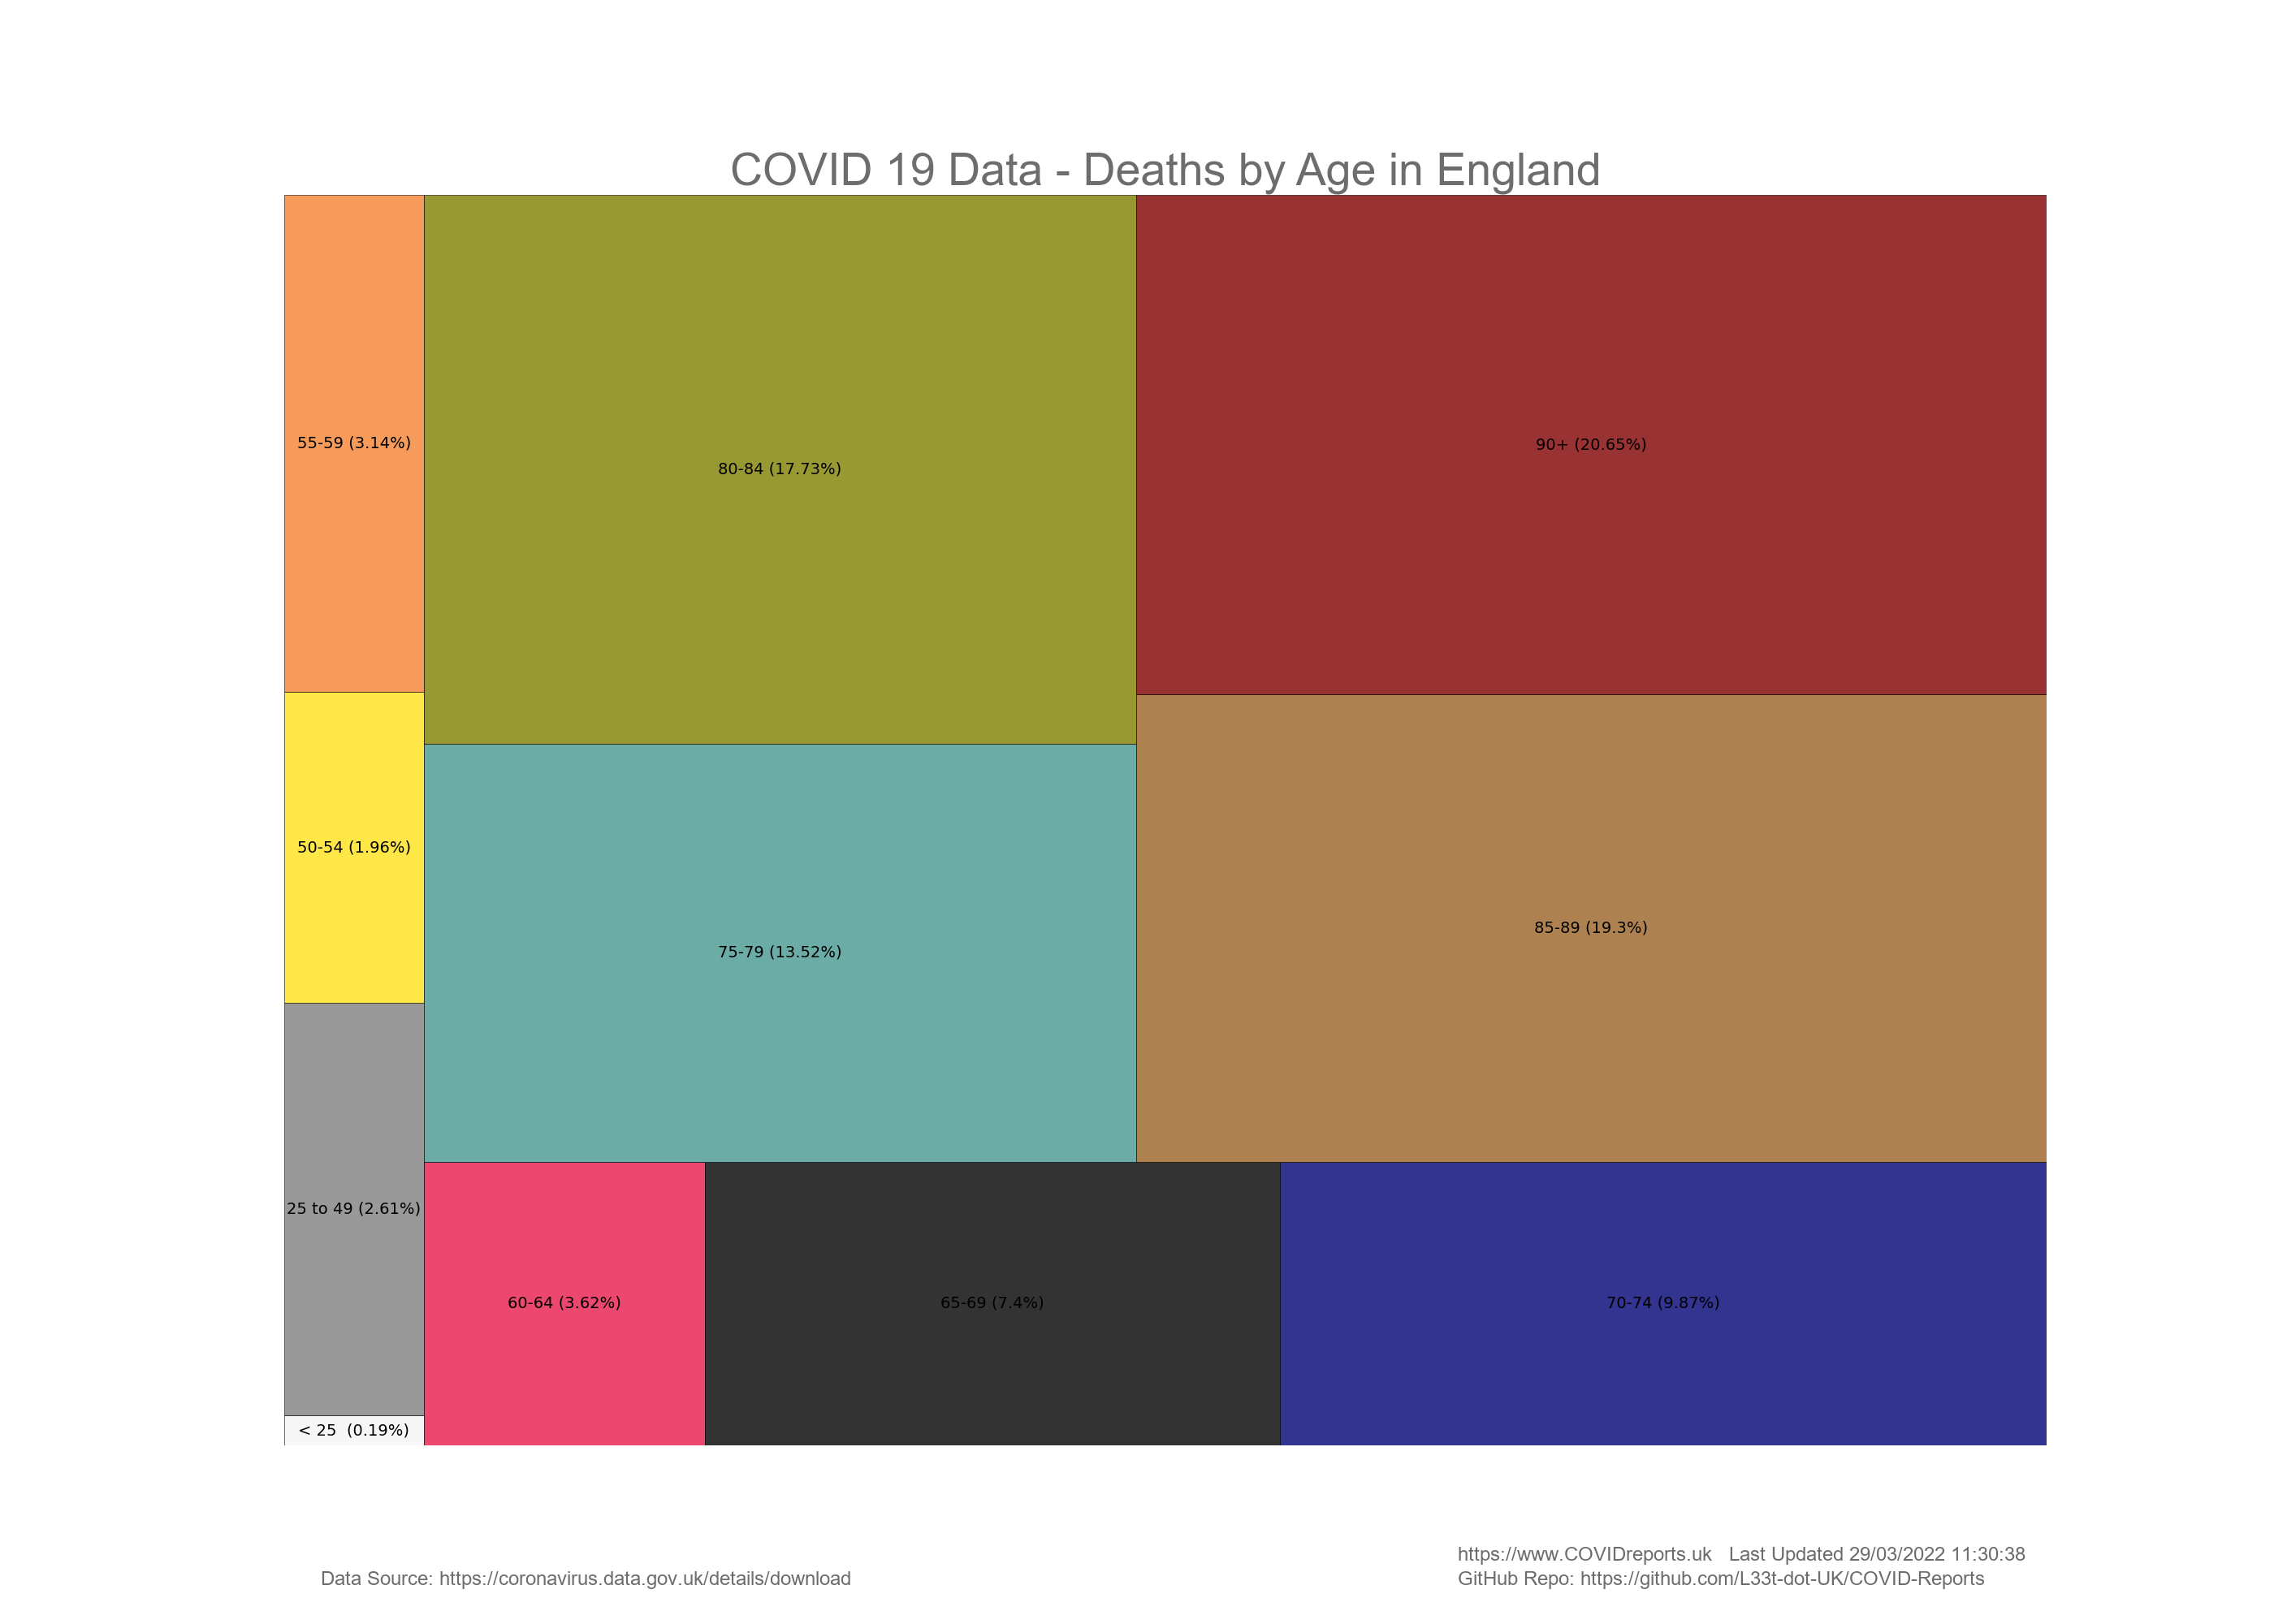 COVID 19 Data - Deaths by Age in England
55-59 (3.14%)
80-84 (17.73%)
90+ (20.65%)
50-54 (1.96%)
75-79 (13.52%)
85-89 (19.3%)
25 to 49 (2.61%)
60-64 (3.62%)
65-69 (7.4%)
70-74 (9.87%)
< 25  (0.19%)
Data Source: https://coronavirus.data.gov.uk/details/download
https://www.COVIDreports.uk   Last Updated 29/03/2022 11:30:38
GitHub Repo: https://github.com/L33t-dot-UK/COVID-Reports